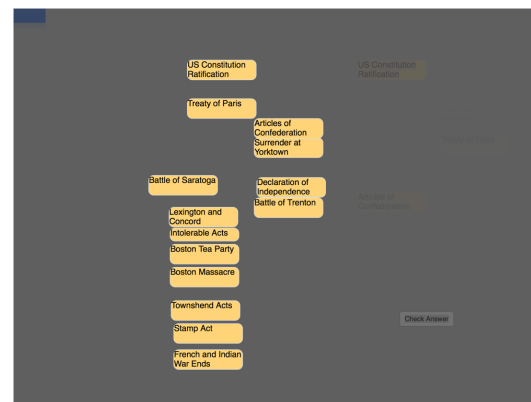 US Constitution
Ratification
US Constitution
Ratification
Treaty of Paris
Articles of
Confederation
Surrender at
Yorktown
Battle of Saratoga
Declaration of
Independence
Battle of Trenton
Articles of
Confederation
Lexington and
Concord
Intolerable Acts
Boston Tea Party
Boston Massacre
Townshend Acts
Check Answer
Stamp Act
French and Indian
War Ends